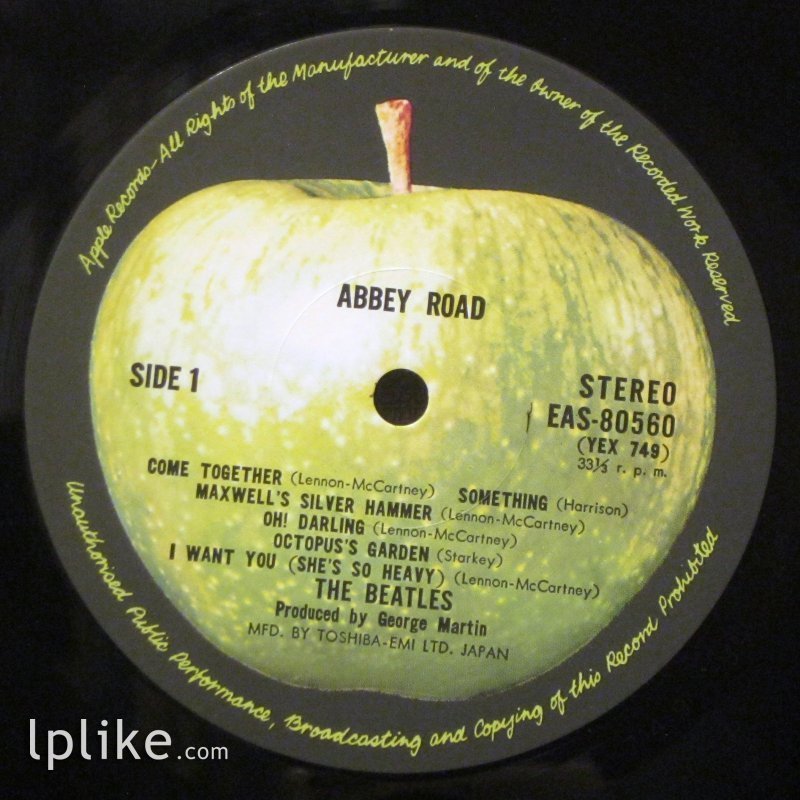 Apple Records-All Rights of the Manufacturer and of the Owner of the Recorded Work Reserved
ABBEY ROAD
SIDE 1
STEREO
EAS-80560
(YEX 749)
33⅓ r. p. m.
COME TOGETHER (Lennon-McCartney) SOMETHING (Harrison)
MAXWELL'S SILVER HAMMER (Lennon-McCartney)
OH! DARLING (Lennon-McCartney)
OCTOPUS'S GARDEN (Starkey)
I WANT YOU (SHE'S SO HEAVY) (Lennon-McCartney)
THE BEATLES
Produced by George Martin
MFD. BY TOSHIBA-EMI LTD. JAPAN
Unauthorised Public Performance, Broadcasting and Copying of this Record Prohibited
lplike.com